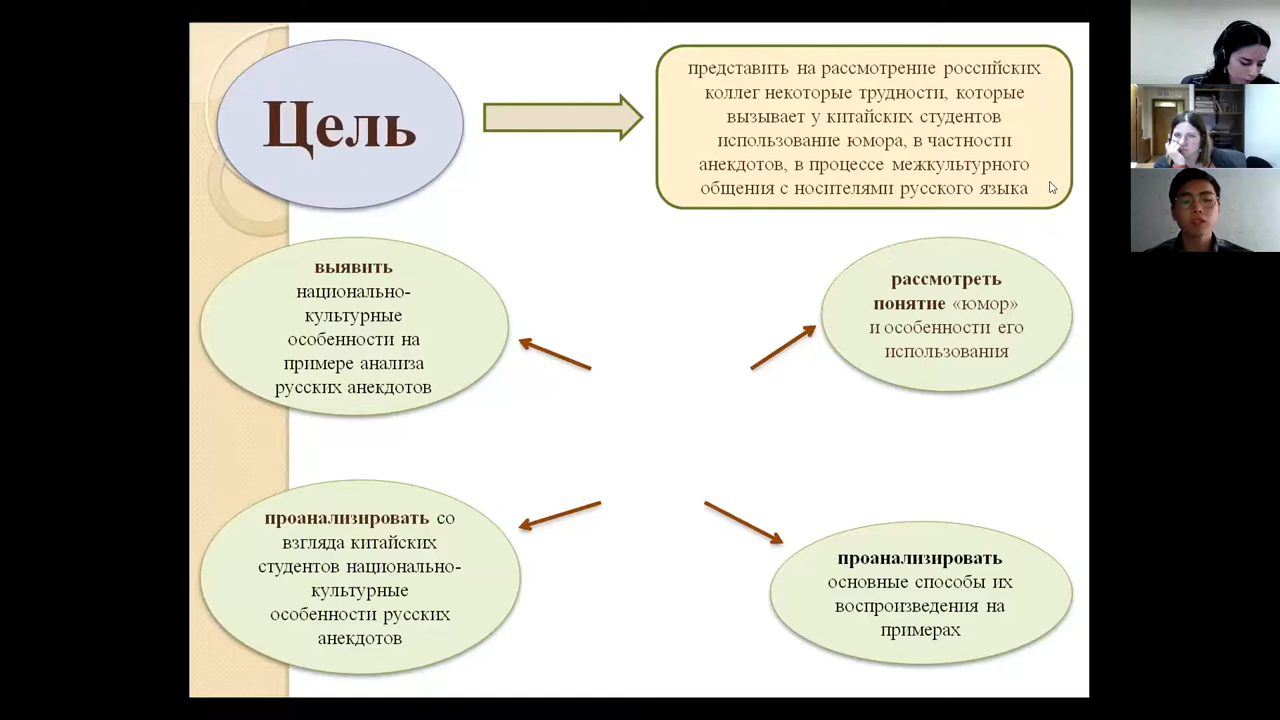 Цель
представить на рассмотрение российских
коллег некоторые трудности, которые
вызывает у китайских студентов
использование юмора, в частности
анекдотов, в процессе межкультурного
общения с носителями русского языка
выявить
национально-
культурные
особенности на
примере анализа
русских анекдотов
рассмотреть
понятие «юмор»
и особенности его
использования
проанализировать со
взгляда китайских
студентов национально-
культурные
особенности русских
анекдотов
проанализировать
основные способы их
воспроизведения на
примерах